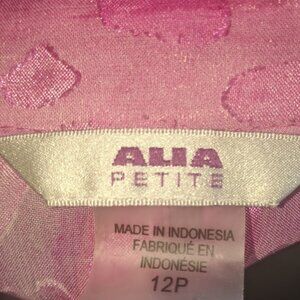 ALIA
PETITE
MADE IN INDONESIA
FABRIQUÉ EN
INDONÉSIE
12P